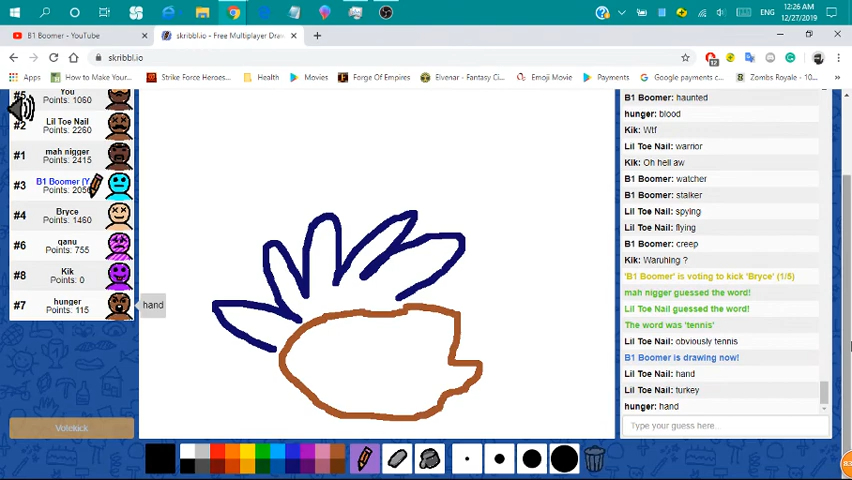 12:26 AM
ENG
12/27/2019
B1 Boomer - YouTube
skribbl.io - Free Multiplayer Draw
skribbl.io
12
Apps
How to Make Your...
Strike Force Heroes...
Health
Movies
Forge Of Empires
Elvenar - Fantasy Ci...
Emoji Movie
Payments
Google payments c...
Zombs Royale - 10...
#5
You
Points: 1060
#2
Lil Toe Nail
Points: 2260
#1
mah nigger
Points: 2415
#3
B1 Boomer (Y
Points: 2056
#4
Bryce
Points: 1460
#6
qanu
Points: 755
#8
Kik
Points: 0
#7
hunger
Points: 115
hand
Votekick
B1 Boomer: haunted
hunger: blood
Kik: Wtf
Lil Toe Nail: warrior
Kik: Oh hell aw
B1 Boomer: watcher
B1 Boomer: stalker
Lil Toe Nail: spying
Lil Toe Nail: flying
B1 Boomer: creep
Kik: Waruhing ?
'B1 Boomer' is voting to kick 'Bryce' (1/5)
mah nigger guessed the word!
Lil Toe Nail guessed the word!
The word was 'tennis'
Lil Toe Nail: obviously tennis
B1 Boomer is drawing now!
Lil Toe Nail: hand
Lil Toe Nail: turkey
hunger: hand
Type your guess here...